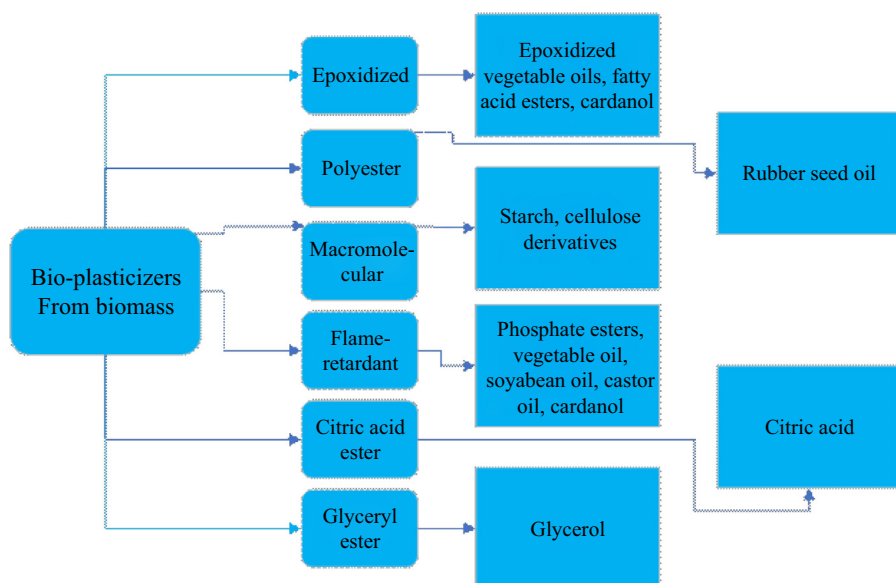 Bio-plasticizers
From biomass
Epoxidized
Epoxidized
vegetable oils, fatty
acid esters, cardanol
Polyester
Rubber seed oil
Macromole-
cular
Starch, cellulose
derivatives
Flame-
retardant
Phosphate esters,
vegetable oil,
soyabean oil, castor
oil, cardanol
Citric acid
ester
Citric acid
Glyceryl
ester
Glycerol